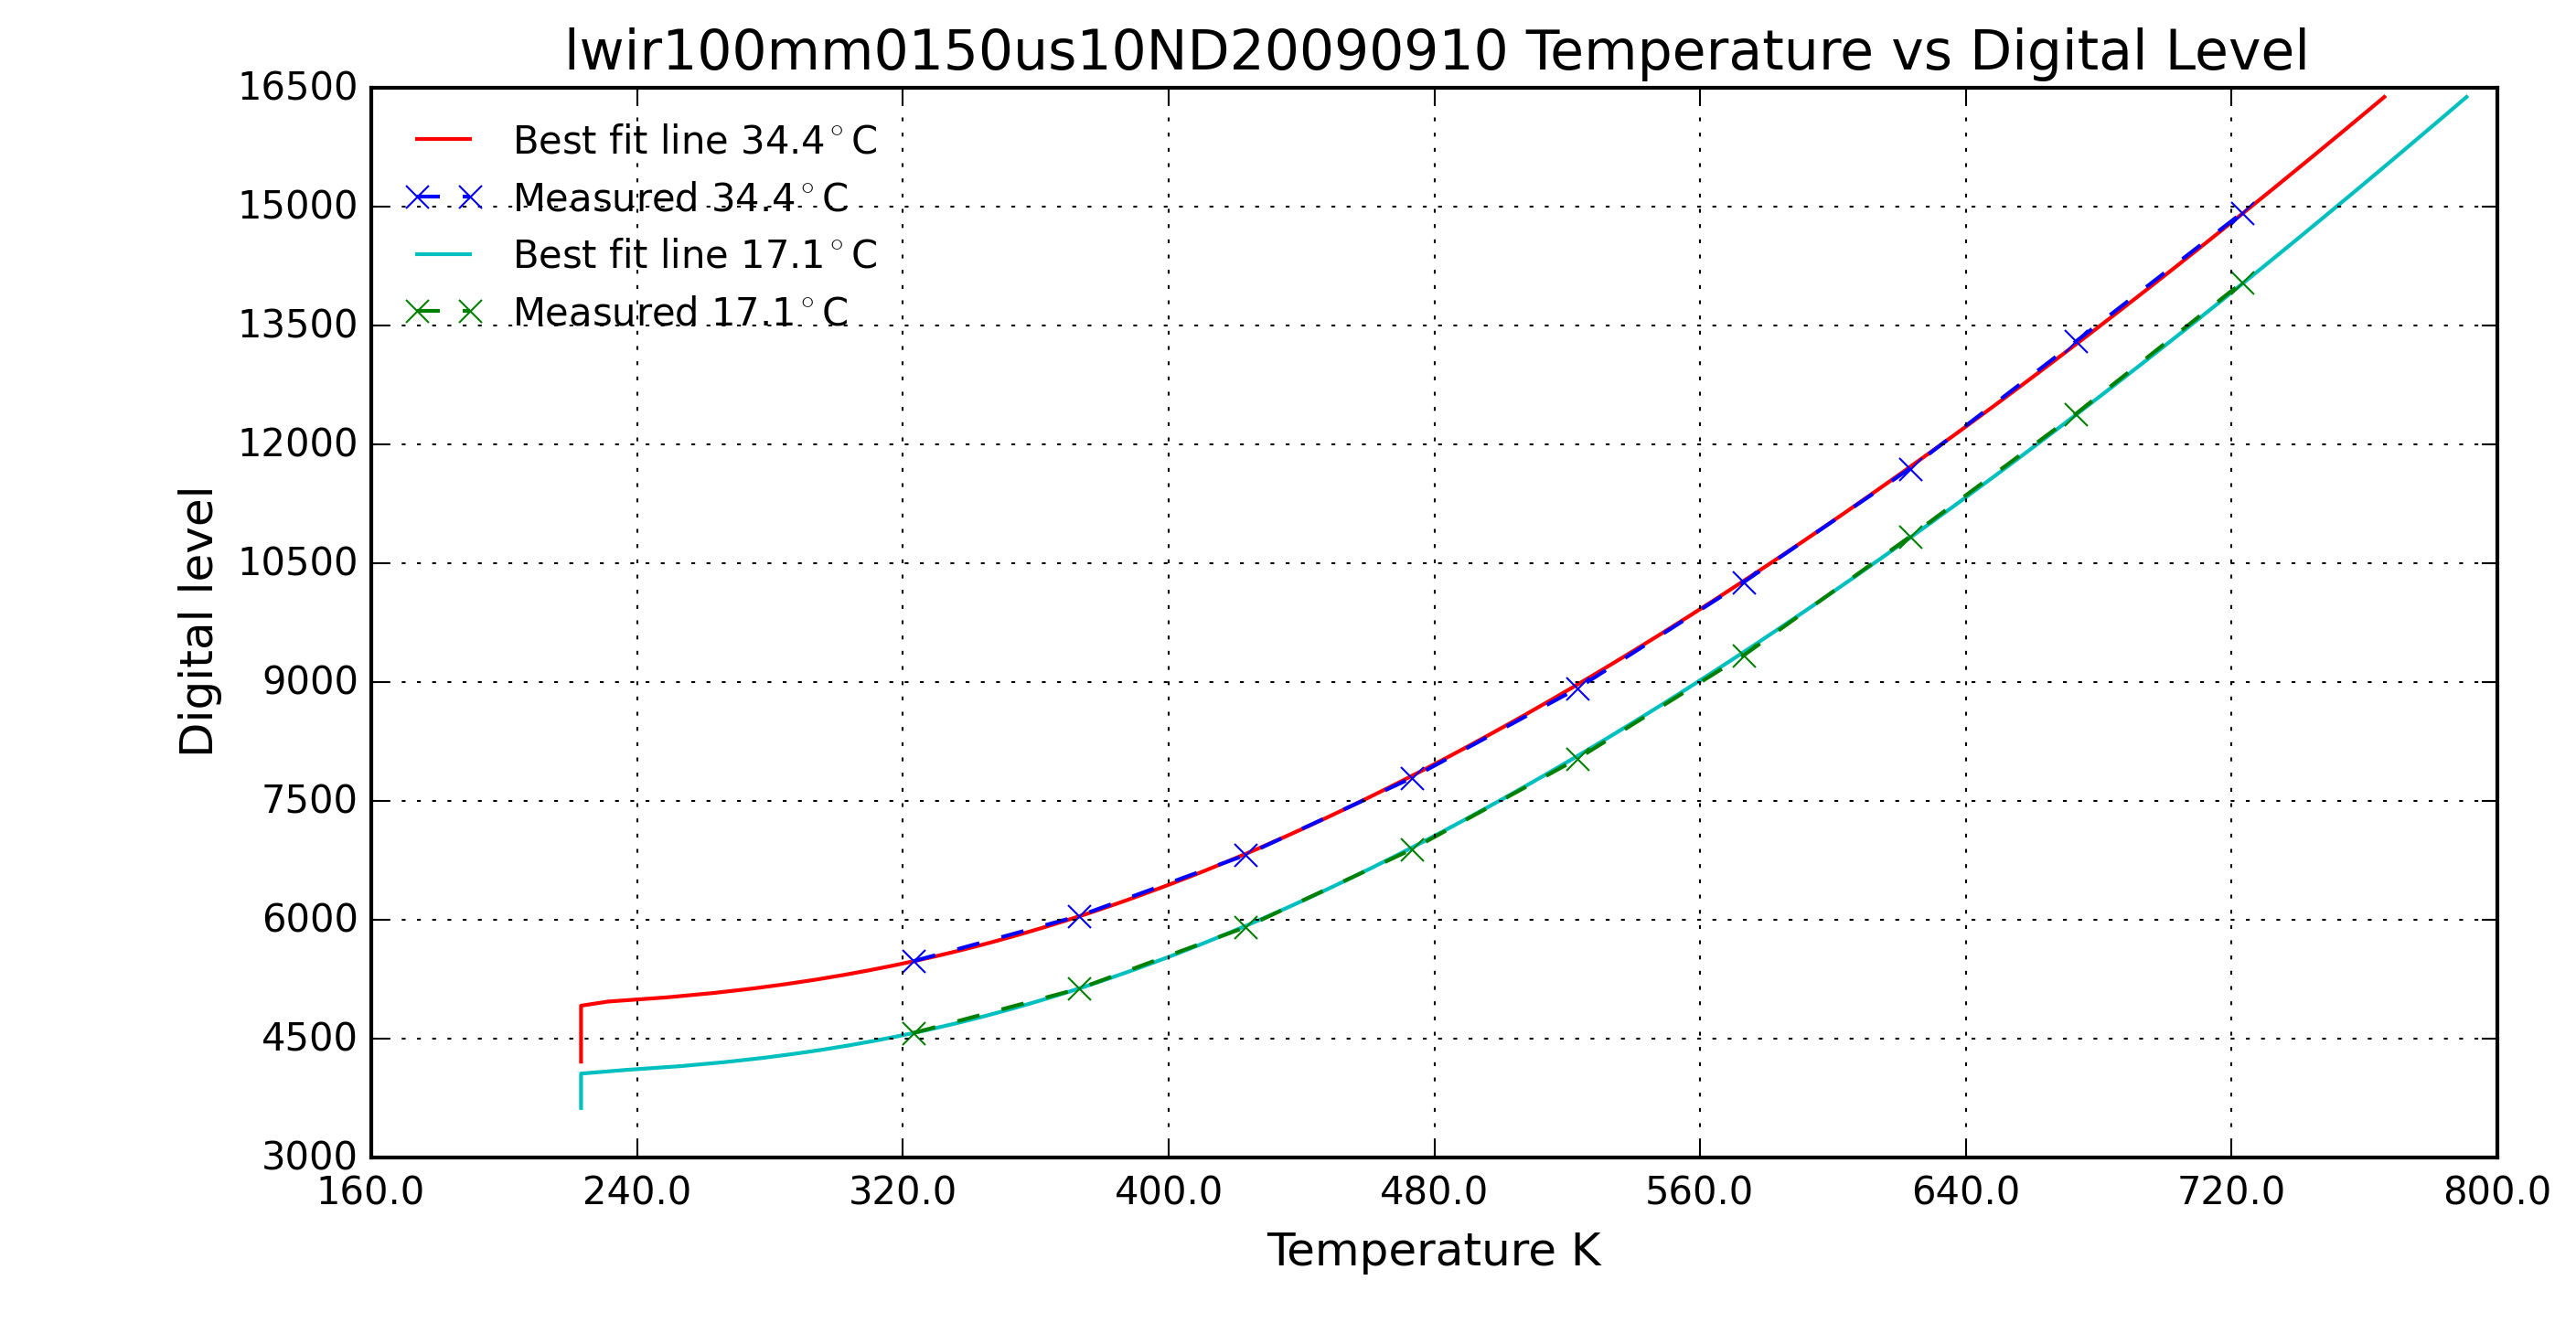 lwir100mm0150us10ND20090910 Temperature vs Digital Level
16500
15000
13500
12000
10500
9000
7500
6000
4500
3000
Digital level
Best fit line 34.4°C
Measured 34.4°C
Best fit line 17.1°C
Measured 17.1°C
160.0 240.0 320.0 400.0 480.0 560.0 640.0 720.0 800.0
Temperature K